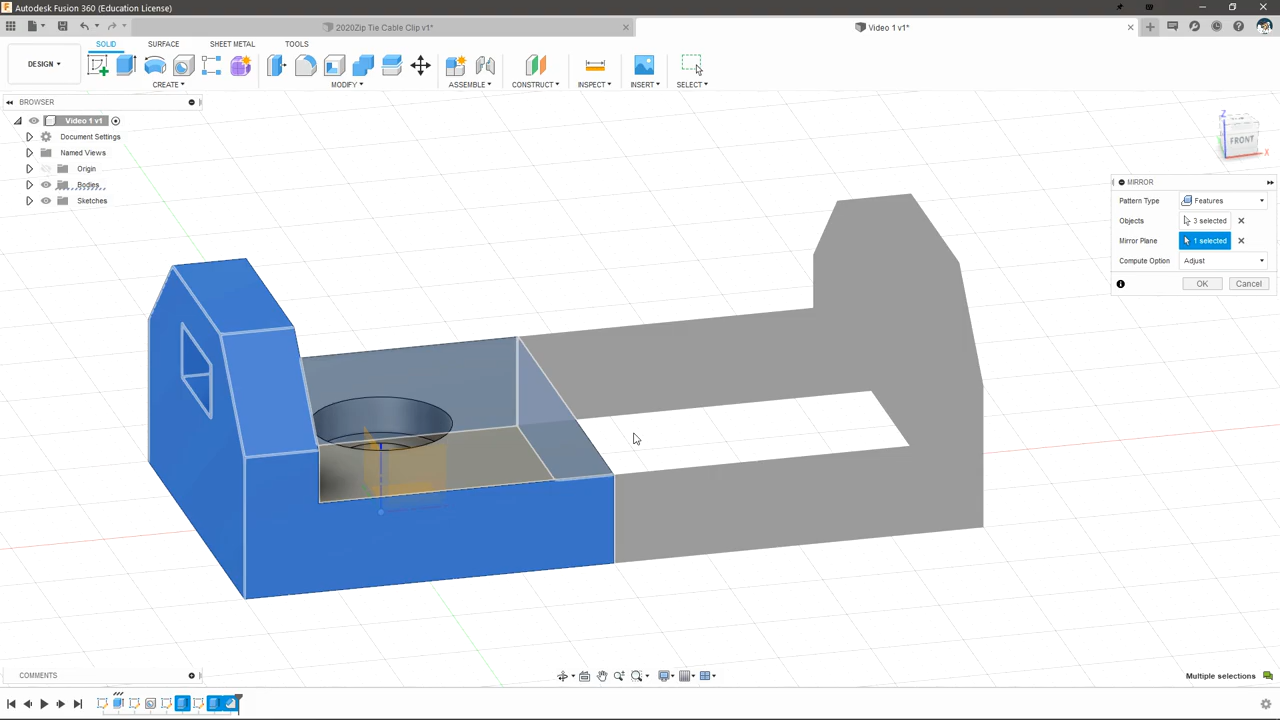 Autodesk Fusion 360 (Education License)
2020Zip Tie Cable Clip v1*
Video 1 v1*
SOLID SURFACE SHEET METAL TOOLS
DESIGN
CREATE MODIFY ASSEMBLE CONSTRUCT INSPECT INSERT SELECT
BROWSER
Video 1 v1
Document Settings
Named Views
Origin
Bodies
Sketches
Z
FRONT
X
MIRROR
Pattern Type Features
Objects 3 selected
Mirror Plane 1 selected
Compute Option Adjust
OK Cancel
COMMENTS
Multiple selections